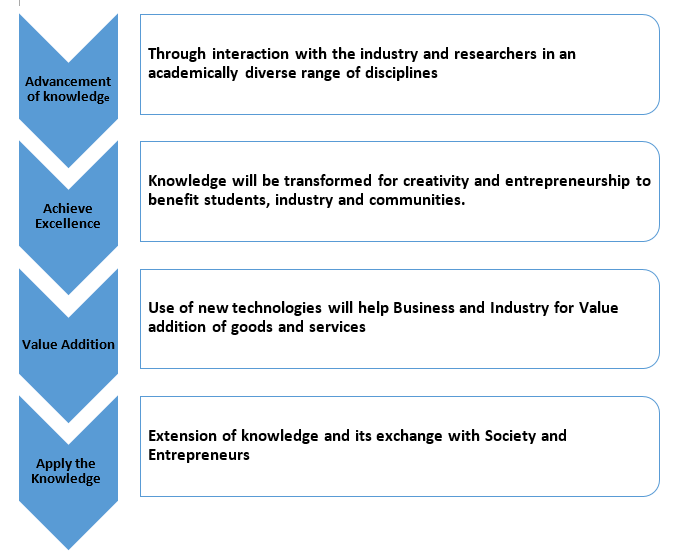 Advancement
of knowledge
Through interaction with the industry and researchers in an
academically diverse range of disciplines
Achieve
Excellence
Knowledge will be transformed for creativity and entrepreneurship to
benefit students, industry and communities.
Value Addition
Use of new technologies will help Business and Industry for Value
addition of goods and services
Apply the
Knowledge
Extension of knowledge and its exchange with Society and
Entrepreneurs